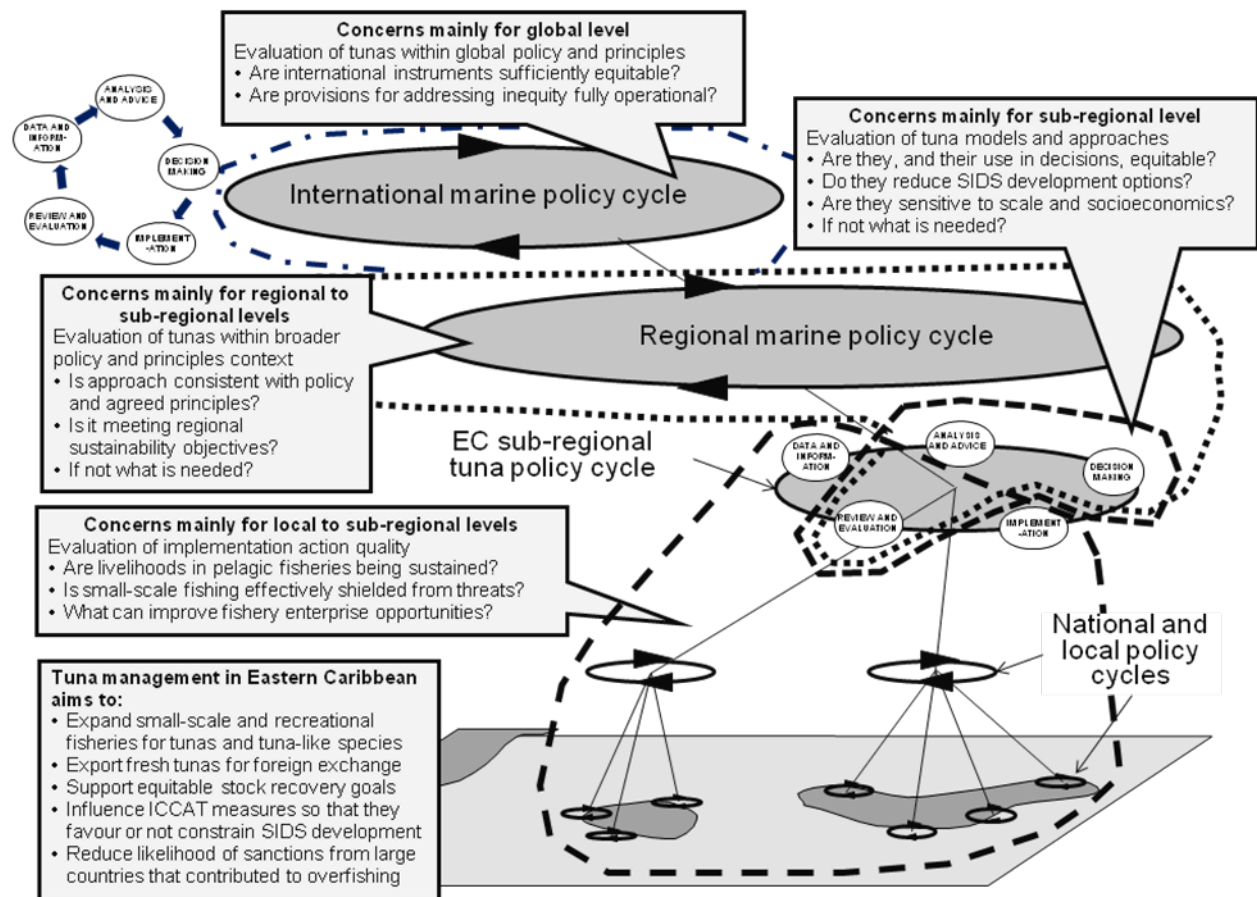 Concerns mainly for global level
Evaluation of tunas within global policy and principles
• Are international instruments sufficiently equitable?
• Are provisions for addressing inequity fully operational?
ANALYSIS
AND ADVICE
DATA AND
INFORM-
ATION
DECISION
MAKING
REVIEW AND
EVALUATION
IMPLEMENT
-ATION
International marine policy cycle
Concerns mainly for sub-regional level
Evaluation of tuna models and approaches
• Are they, and their use in decisions, equitable?
• Do they reduce SIDS development options?
• Are they sensitive to scale and socioeconomics?
• If not what is needed?
Concerns mainly for regional to
sub-regional levels
Evaluation of tunas within broader
policy and principles context
• Is approach consistent with policy
and agreed principles?
• Is it meeting regional
sustainability objectives?
• If not what is needed?
Regional marine policy cycle
EC sub-regional
tuna policy cycle
DATA AND
INFORM-
ATION
ANALYSIS
AND ADVICE
DECISION
MAKING
REVIEW AND
EVALUATION
IMPLEMENT
-ATION
Concerns mainly for local to sub-regional levels
Evaluation of implementation action quality
• Are livelihoods in pelagic fisheries being sustained?
• Is small-scale fishing effectively shielded from threats?
• What can improve fishery enterprise opportunities?
National and
local policy
cycles
Tuna management in Eastern Caribbean
aims to:
• Expand small-scale and recreational
fisheries for tunas and tuna-like species
• Export fresh tunas for foreign exchange
• Support equitable stock recovery goals
• Influence ICCAT measures so that they
favour or not constrain SIDS development
• Reduce likelihood of sanctions from large
countries that contributed to overfishing